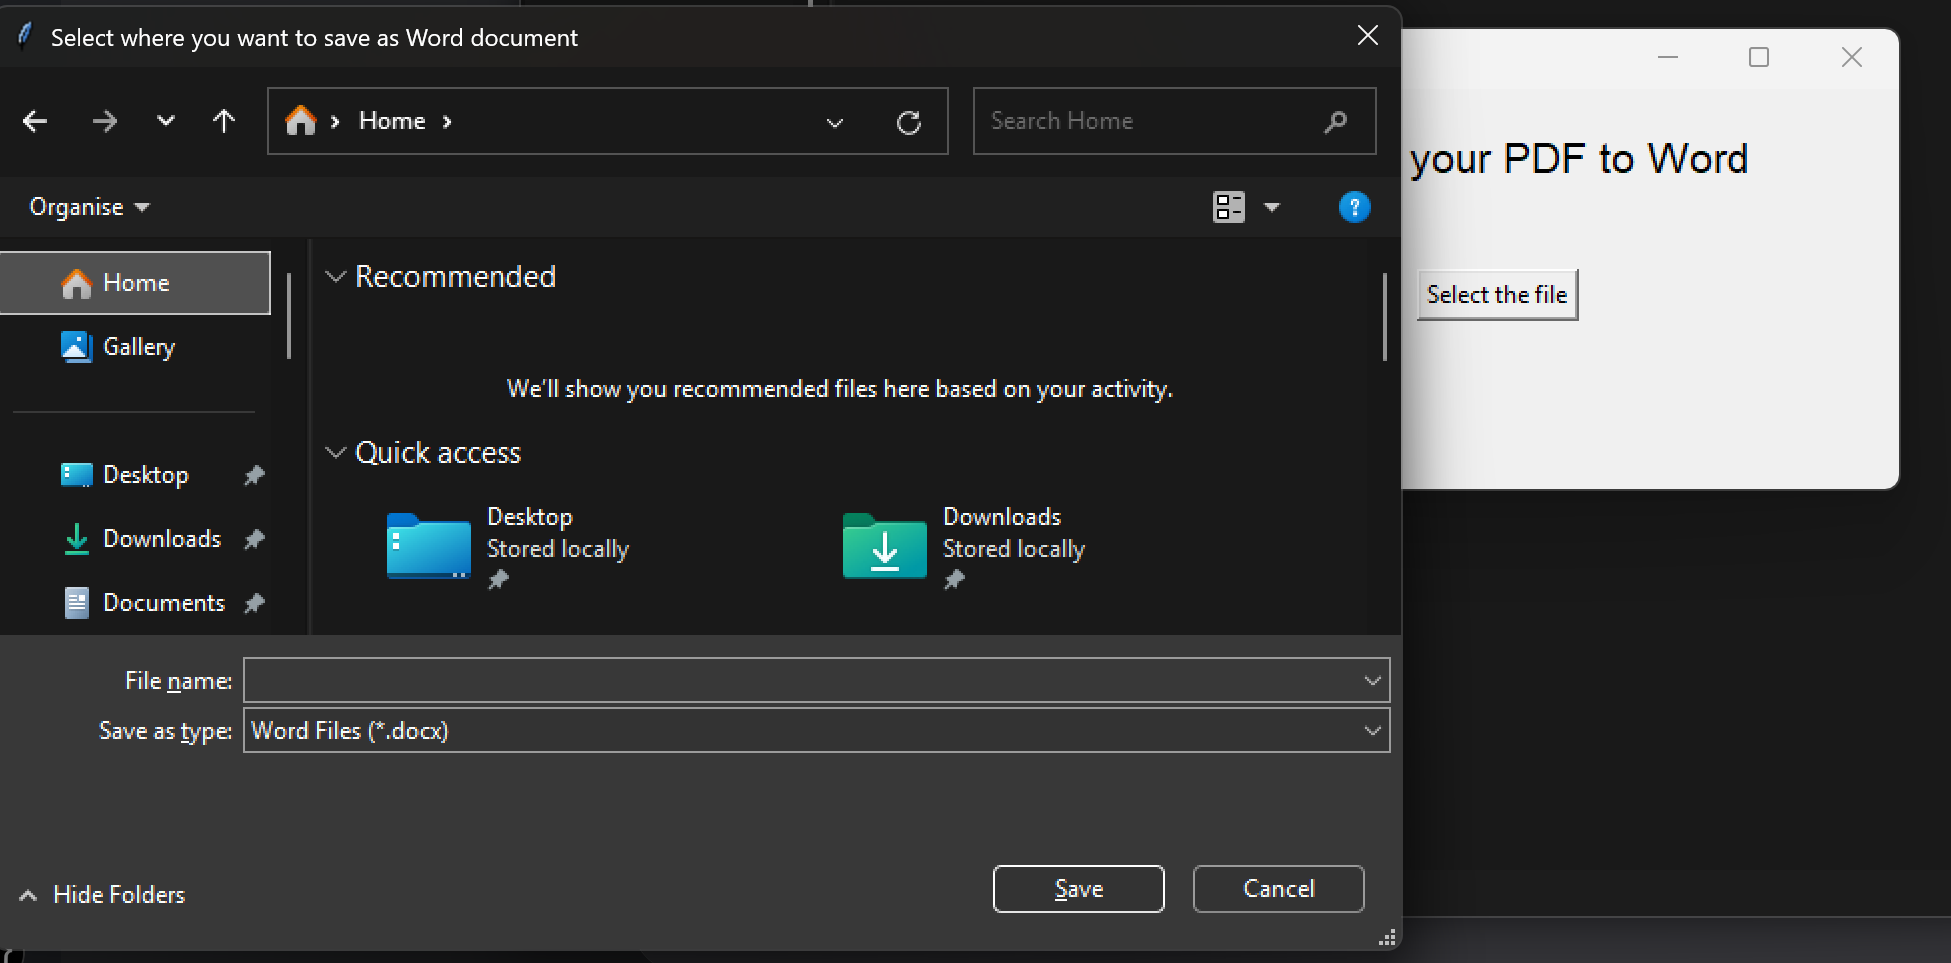 Select where you want to save as Word document
Home
Search Home
Organise
?
Home
Gallery
Desktop
Downloads
Documents
Recommended
We'll show you recommended files here based on your activity.
Quick access
Desktop
Stored locally
Downloads
Stored locally
File name:
Save as type: Word Files (*.docx)
Hide Folders
Save
Cancel
your PDF to Word
Select the file